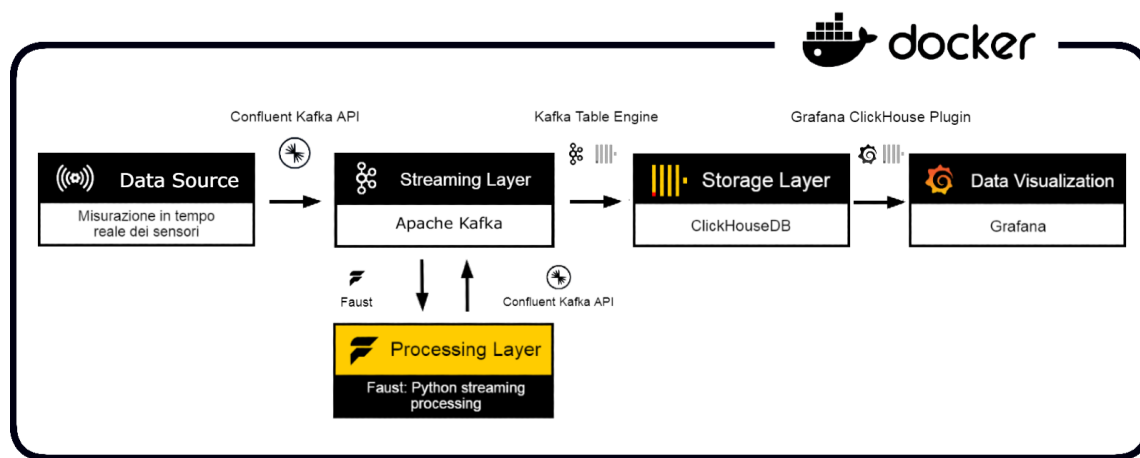 docker
Confluent Kafka API
Kafka Table Engine
Grafana ClickHouse Plugin
Data Source
Misurazione in tempo
reale dei sensori
Streaming Layer
Apache Kafka
Storage Layer
ClickHouseDB
Data Visualization
Grafana
Faust
Confluent Kafka API
Processing Layer
Faust: Python streaming
processing